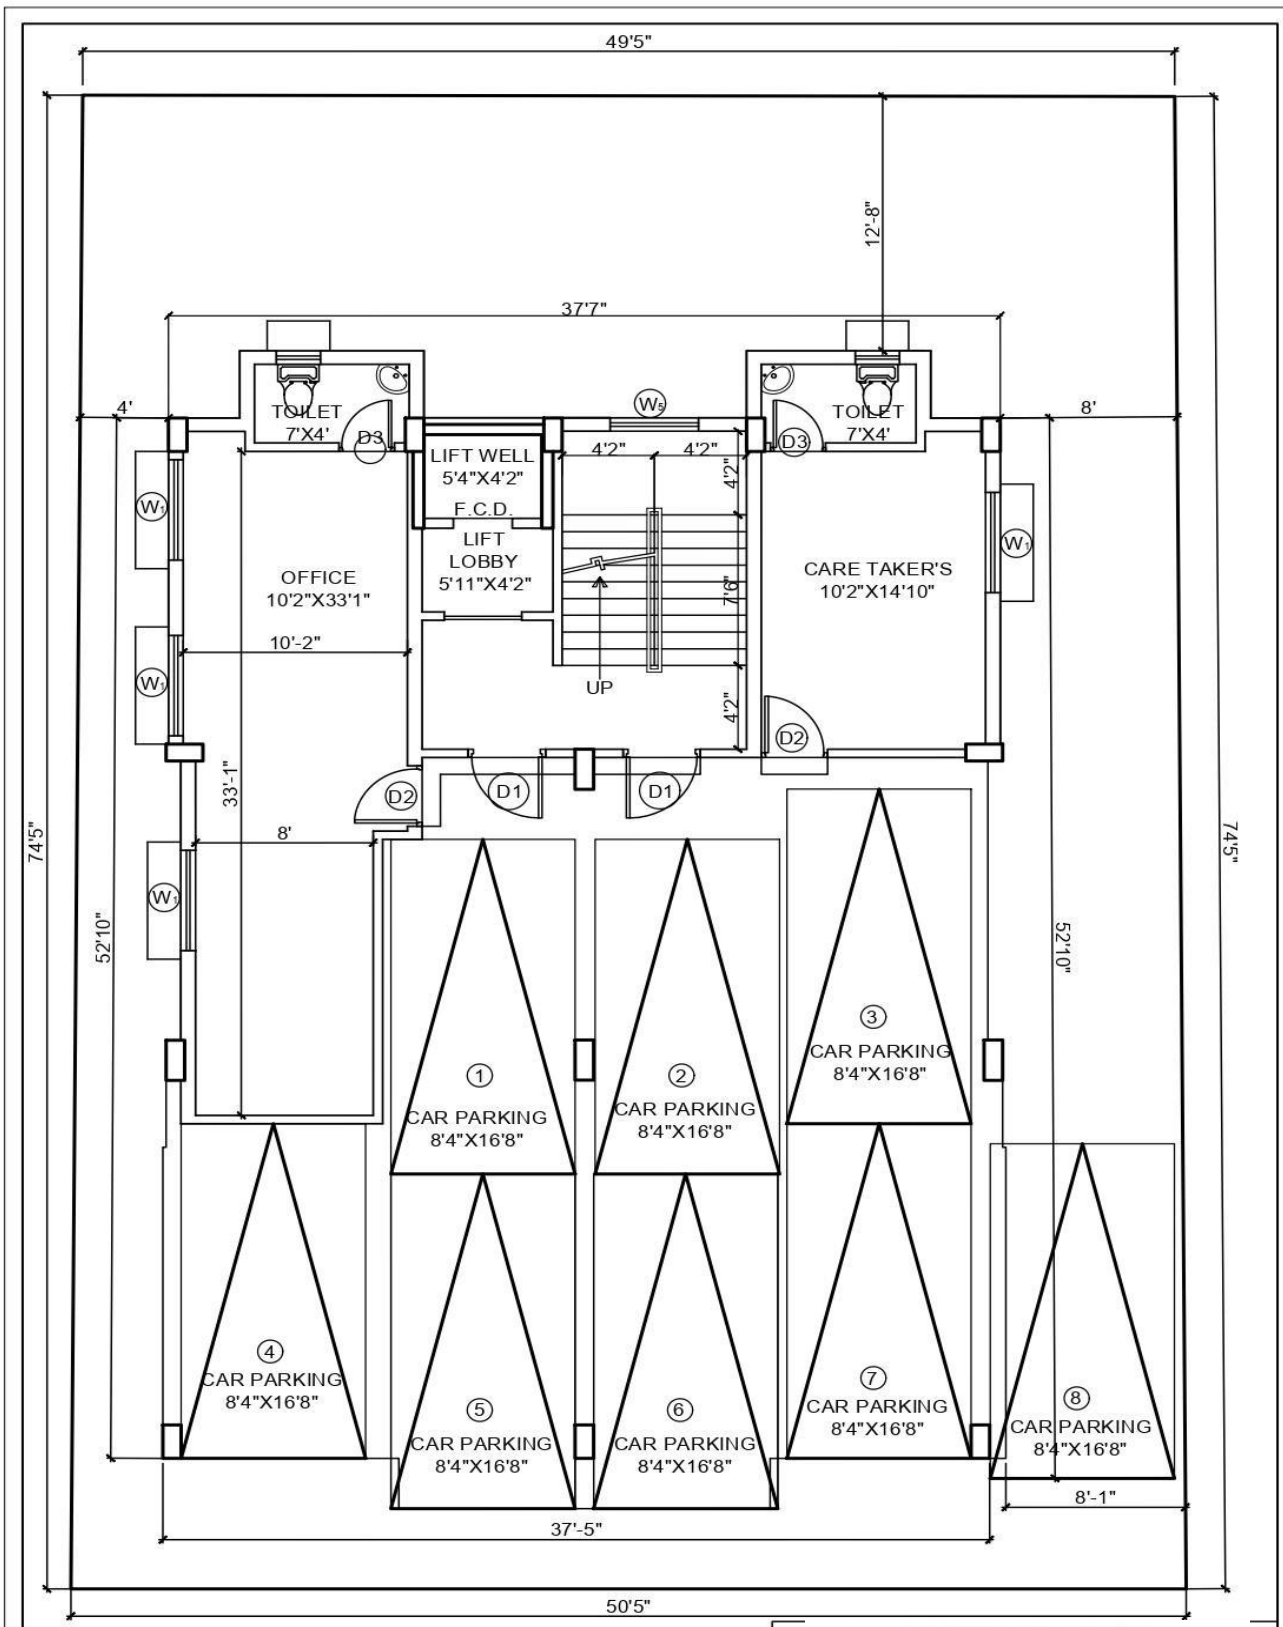 49'5"
12'-8"
37'7"
4'
8'
W5
TOILET
7'X4'
D3
TOILET
7'X4'
D3
LIFT WELL
5'4"X4'2"
F.C.D.
4'2"
4'2"
4'2"
W1
W1
LIFT
LOBBY
5'11"X4'2"
OFFICE
10'2"X33'1"
CARE TAKER'S
10'2"X14'10"
7'6"
10'-2"
UP
W1
4'2"
D2
33'-1"
D2
D1
D1
8'
74'5"
74'5"
W1
52'10"
52'10"
3
CAR PARKING
8'4"X16'8"
1
CAR PARKING
8'4"X16'8"
2
CAR PARKING
8'4"X16'8"
4
CAR PARKING
8'4"X16'8"
5
CAR PARKING
8'4"X16'8"
6
CAR PARKING
8'4"X16'8"
7
CAR PARKING
8'4"X16'8"
8
CAR PARKING
8'4"X16'8"
8'-1"
37'-5"
50'5"